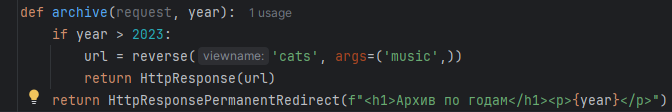 def archive(request, year): 1 usage
if year > 2023:
url = reverse( viewname: 'cats', args=('music',))
return HttpResponse(url)
return HttpResponsePermanentRedirect(f"<h1>Архив по годам</h1><p>{year}</p>")